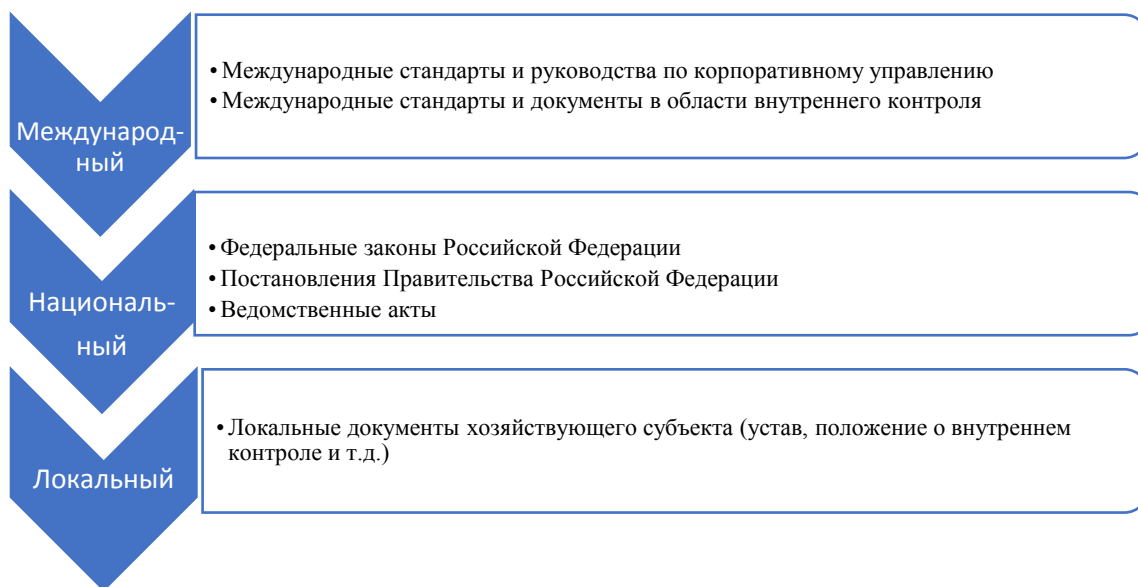 • Международные стандарты и руководства по корпоративному управлению
• Международные стандарты и документы в области внутреннего контроля
Международ-
ный
• Федеральные законы Российской Федерации
• Постановления Правительства Российской Федерации
• Ведомственные акты
Националь-
ный
• Локальные документы хозяйствующего субъекта (устав, положение о внутреннем
контроле и т.д.)
Локальный